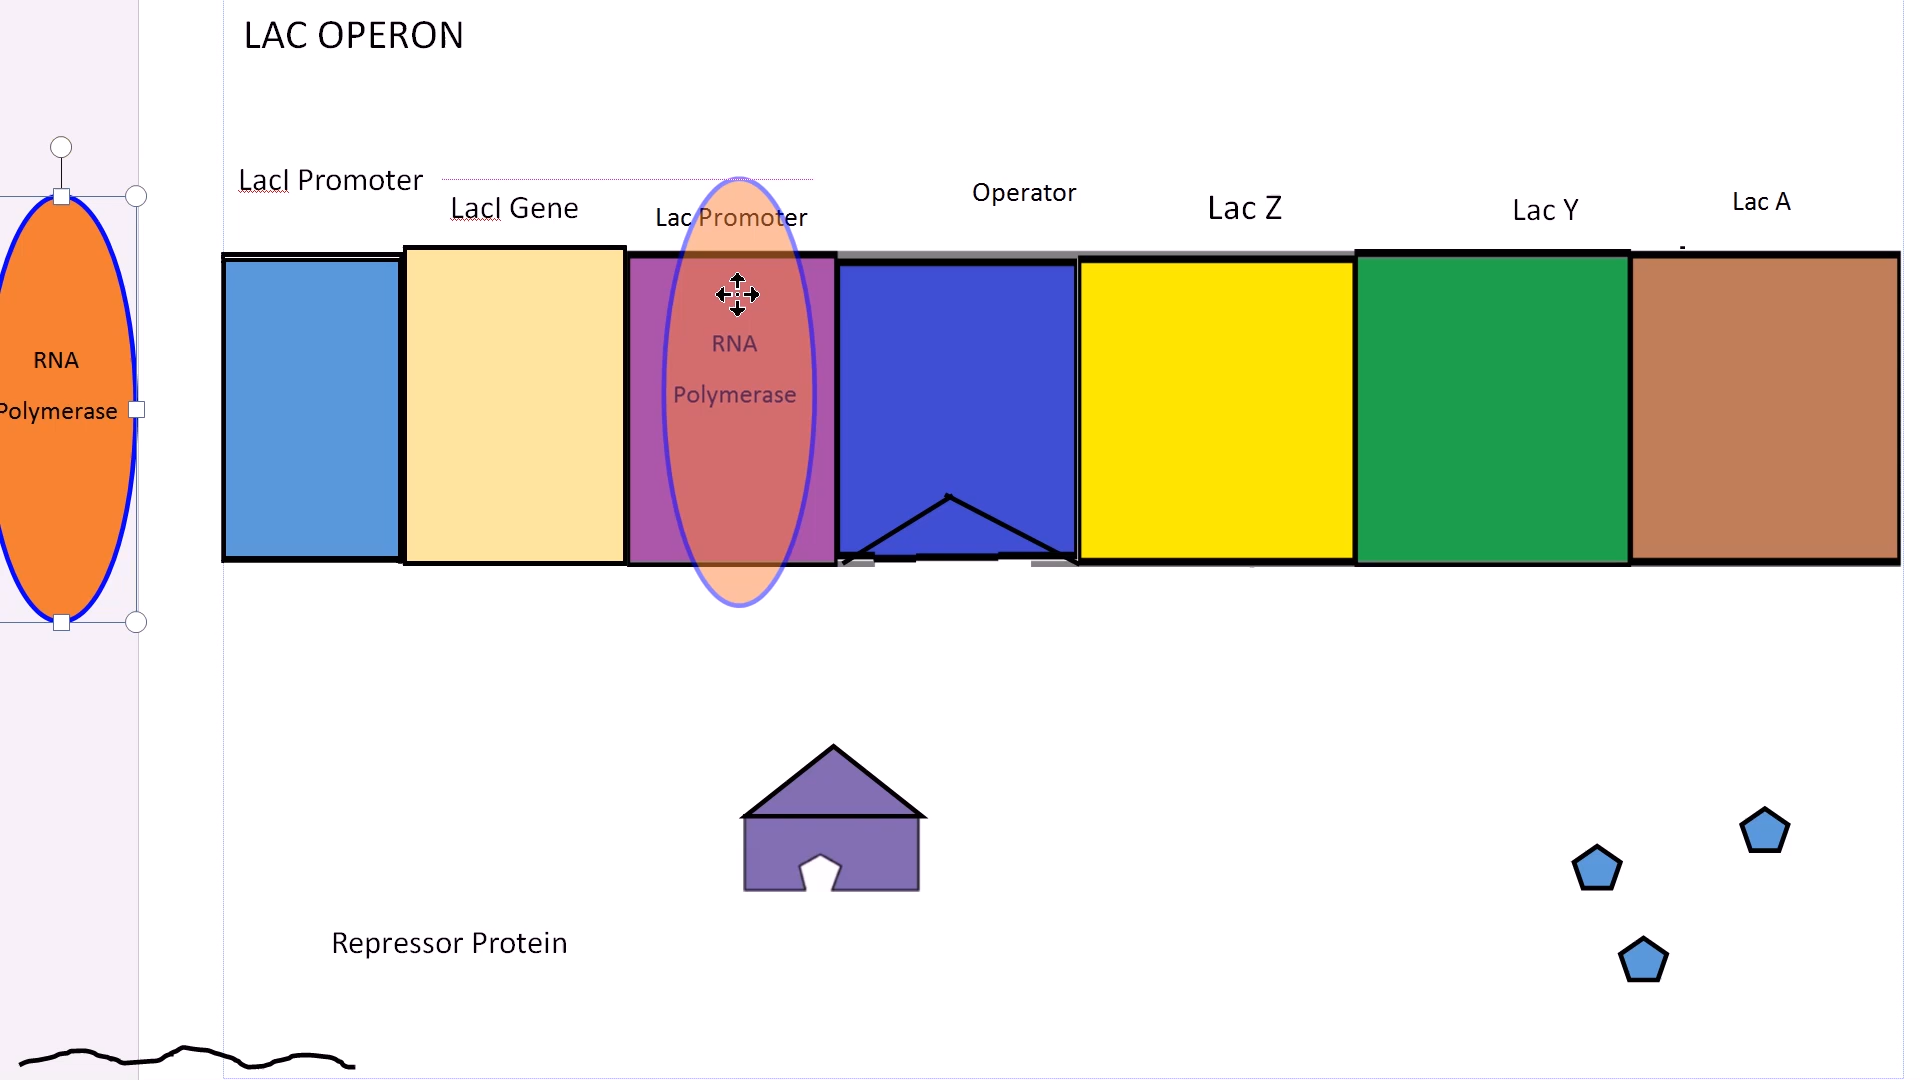 LAC OPERON
LacI Promoter
LacI Gene
Lac Promoter
Operator
Lac Z
Lac Y
Lac A
RNA
Polymerase
RNA
Polymerase
Repressor Protein